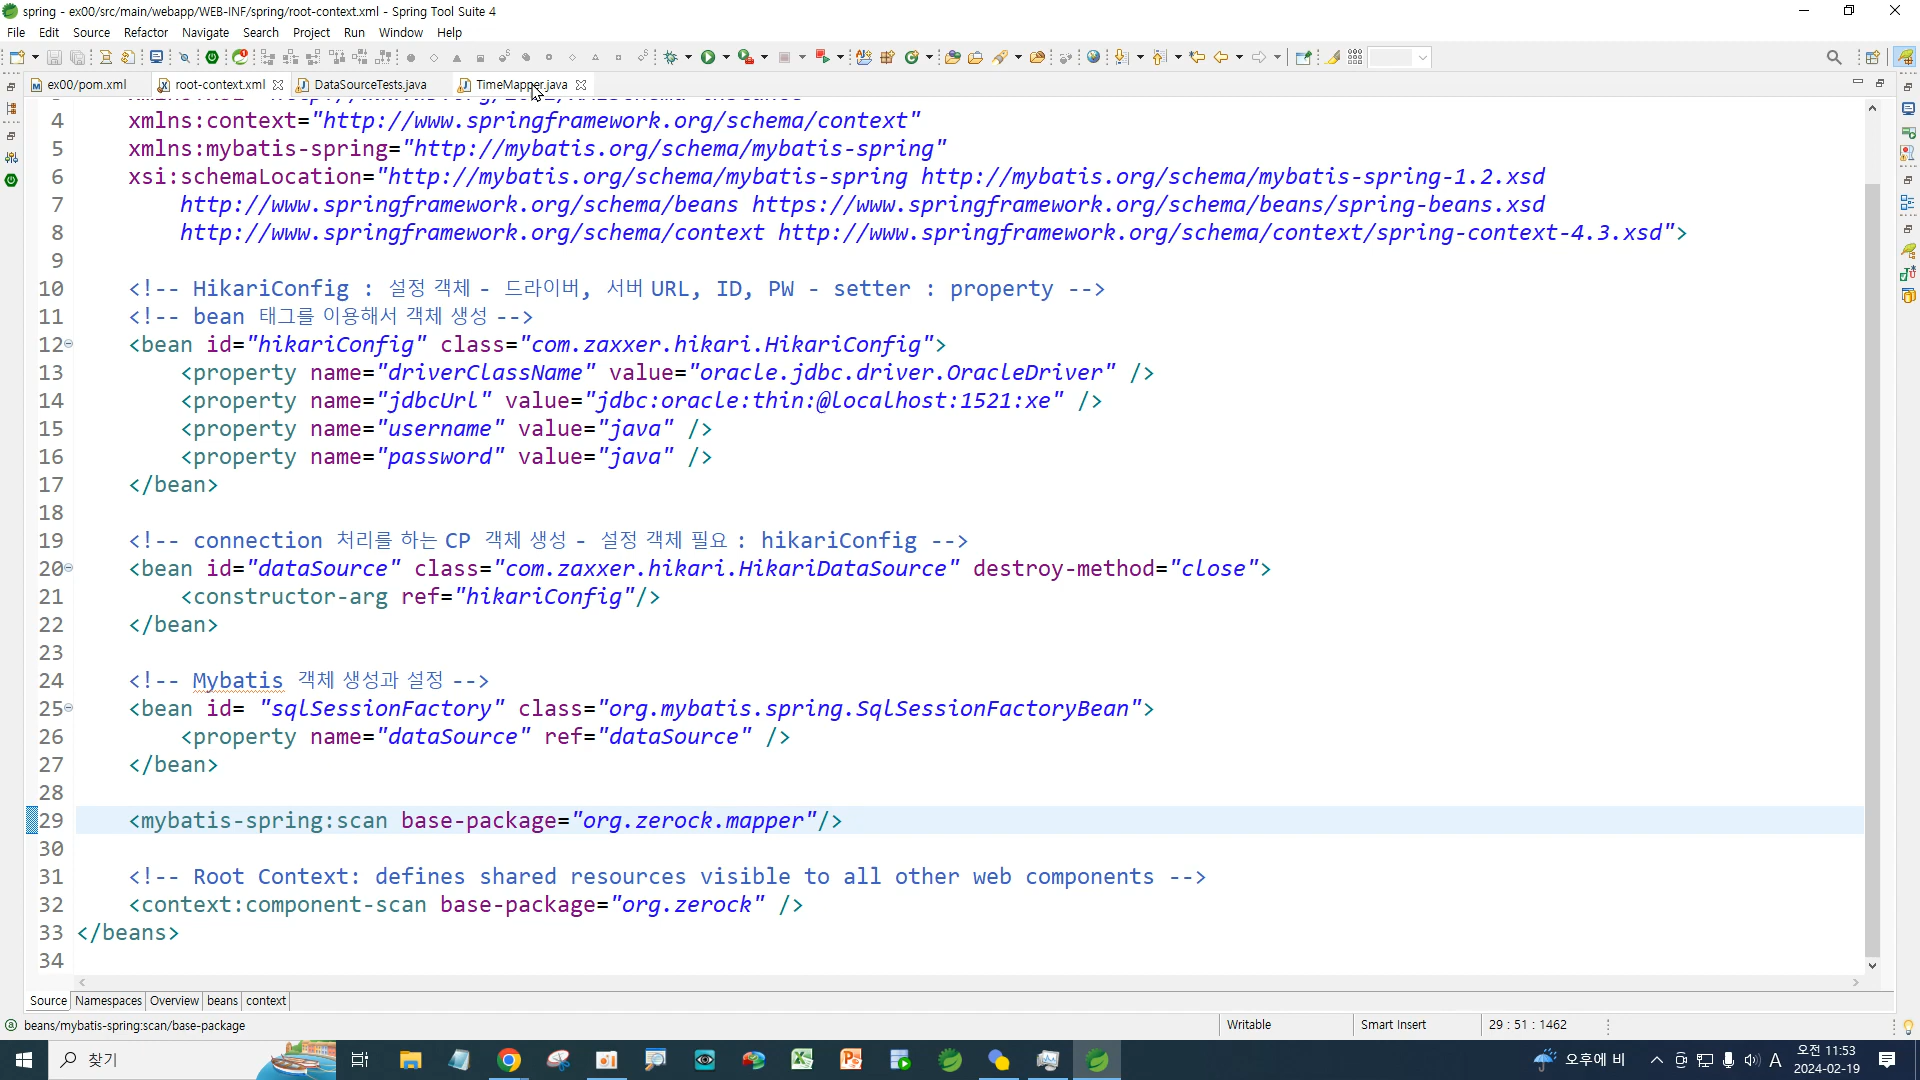 spring - ex00/src/main/webapp/WEB-INF/spring/root-context.xml - Spring Tool Suite 4
File Edit Source Refactor Navigate Search Project Run Window Help
ex00/pom.xml root-context.xml DataSourceTests.java TimeMapper.java
4 xmlns:context="http://www.springframework.org/schema/context"
5 xmlns:mybatis-spring="http://mybatis.org/schema/mybatis-spring"
6 xsi:schemaLocation="http://mybatis.org/schema/mybatis-spring http://mybatis.org/schema/mybatis-spring-1.2.xsd
7 http://www.springframework.org/schema/beans https://www.springframework.org/schema/beans/spring-beans.xsd
8 http://www.springframework.org/schema/context http://www.springframework.org/schema/context/spring-context-4.3.xsd">
9
10 <!-- HikariConfig : 설정 객체 - 드라이버, 서버 URL, ID, PW - setter : property -->
11 <!-- bean 태그를 이용해서 객체 생성 -->
12 <bean id="hikariConfig" class="com.zaxxer.hikari.HikariConfig">
13 <property name="driverClassName" value="oracle.jdbc.driver.OracleDriver" />
14 <property name="jdbcUrl" value="jdbc:oracle:thin:@localhost:1521:xe" />
15 <property name="username" value="java" />
16 <property name="password" value="java" />
17 </bean>
18
19 <!-- connection 처리를 하는 CP 객체 생성 - 설정 객체 필요 : hikariConfig -->
20 <bean id="dataSource" class="com.zaxxer.hikari.HikariDataSource" destroy-method="close">
21 <constructor-arg ref="hikariConfig"/>
22 </bean>
23
24 <!-- Mybatis 객체 생성과 설정 -->
25 <bean id= "sqlSessionFactory" class="org.mybatis.spring.SqlSessionFactoryBean">
26 <property name="dataSource" ref="dataSource" />
27 </bean>
28
29 <mybatis-spring:scan base-package="org.zerock.mapper"/>
30
31 <!-- Root Context: defines shared resources visible to all other web components -->
32 <context:component-scan base-package="org.zerock" />
33 </beans>
34
Source Namespaces Overview beans context
beans/mybatis-spring:scan/base-package Writable Smart Insert 29 : 51 : 1462
찾기 오후에 비 A 오전 11:53
2024-02-19